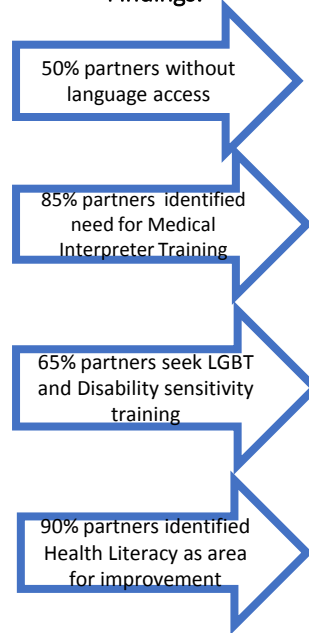 Findings:
50% partners without
language access
85% partners identified
need for Medical
Interpreter Training
65% partners seek LGBT
and Disability sensitivity
training
90% partners identified
Health Literacy as area
for improvement